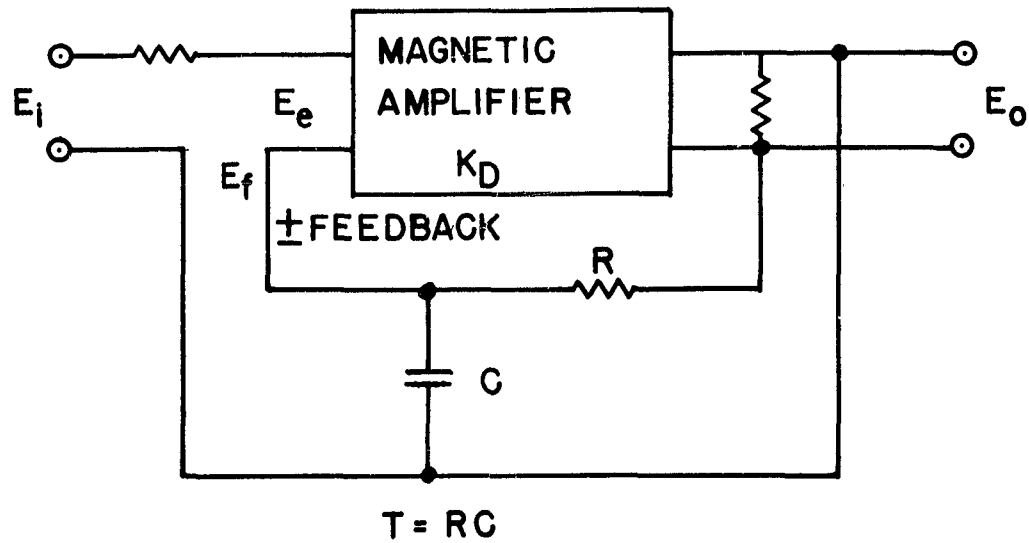 MAGNETIC
AMPLIFIER
K_D
E_i
E_e
E_o
E_f
±FEEDBACK
R
C
T = RC